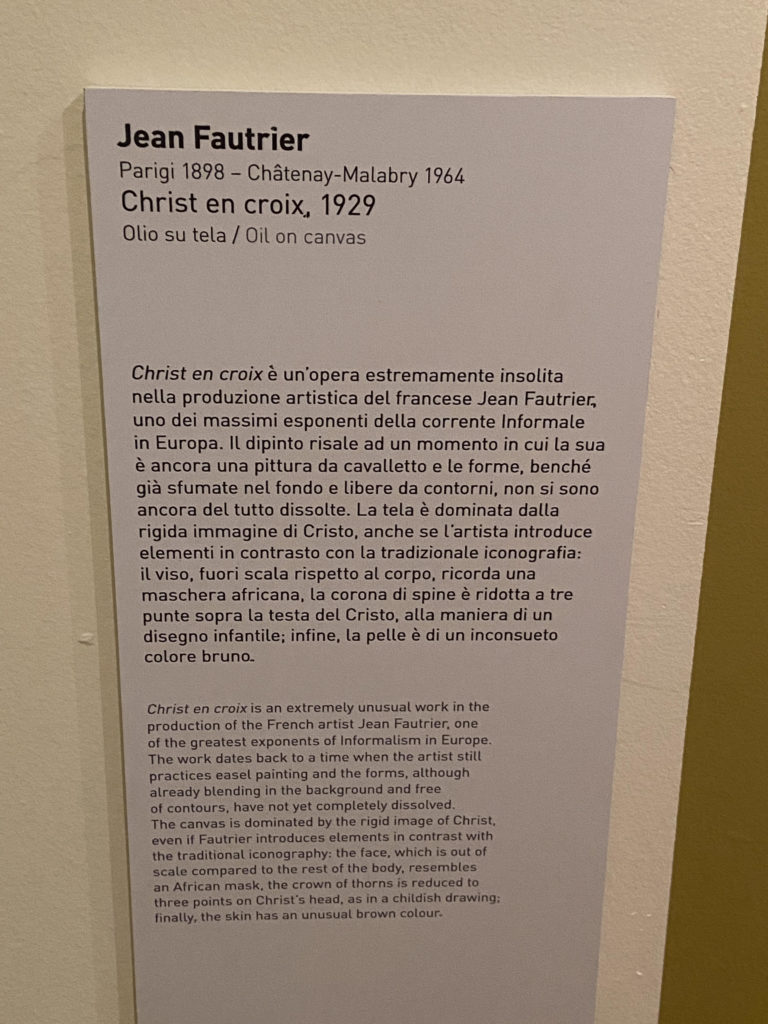 Jean Fautrier
Parigi 1898 – Châtenay-Malabry 1964
Christ en croix, 1929
Olio su tela / Oil on canvas
Christ en croix è un'opera estremamente insolita
nella produzione artistica del francese Jean Fautrier,
uno dei massimi esponenti della corrente Informale
in Europa. Il dipinto risale ad un momento in cui la sua
è ancora una pittura da cavalletto e le forme, benché
già sfumate nel fondo e libere da contorni, non si sono
ancora del tutto dissolte. La tela è dominata dalla
rigida immagine di Cristo, anche se l'artista introduce
elementi in contrasto con la tradizionale iconografia:
il viso, fuori scala rispetto al corpo, ricorda una
maschera africana, la corona di spine è ridotta a tre
punte sopra la testa del Cristo, alla maniera di un
disegno infantile; infine, la pelle è di un inconsueto
colore bruno.
Christ en croix is an extremely unusual work in the
production of the French artist Jean Fautrier, one
of the greatest exponents of Informalism in Europe.
The work dates back to a time when the artist still
practices easel painting and the forms, although
already blending in the background and free
of contours, have not yet completely dissolved.
The canvas is dominated by the rigid image of Christ,
even if Fautrier introduces elements in contrast with
the traditional iconography: the face, which is out of
scale compared to the rest of the body, resembles
an African mask, the crown of thorns is reduced to
three points on Christ's head, as in a childish drawing;
finally, the skin has an unusual brown colour.